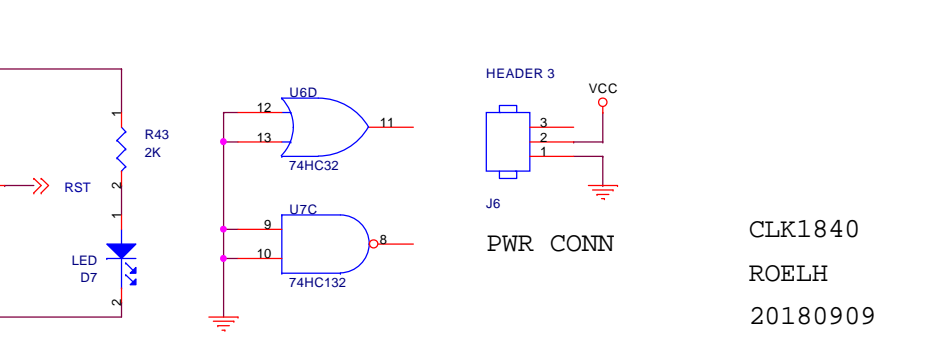 HEADER 3
VCC
U6D
12
11
13
74HC32
3
2
1
J6
PWR CONN
1
R43
2K
2
RST
1
LED
D7
2
U7C
9
8
10
74HC132
CLK1840
ROELH
20180909